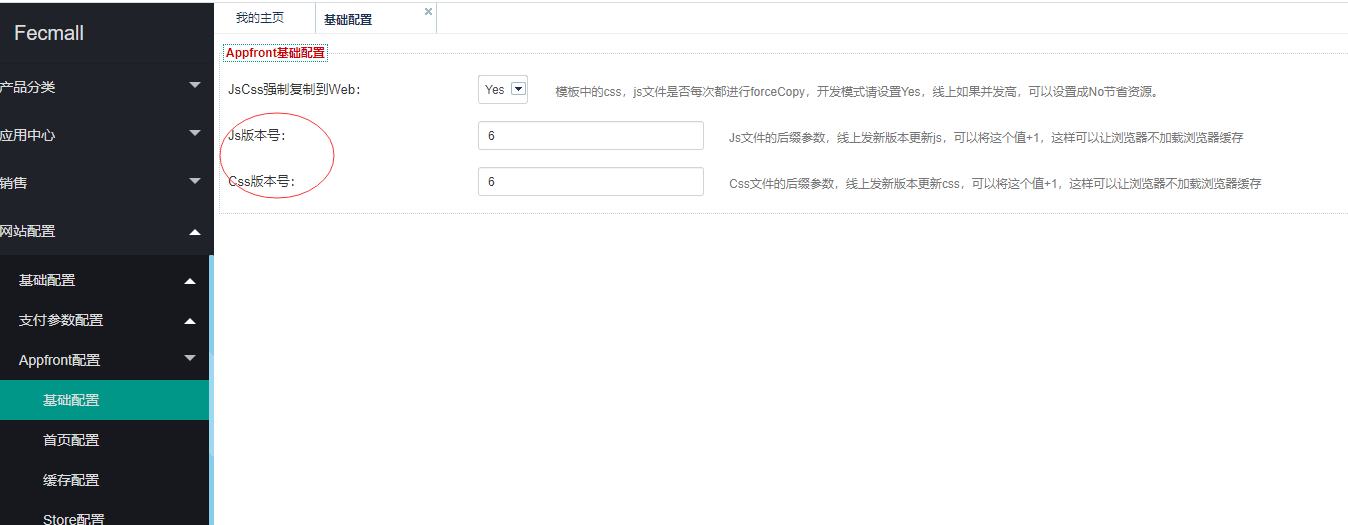 Fecmall
产品分类
应用中心
销售
网站配置
基础配置
支付参数配置
Appfront配置
基础配置
首页配置
缓存配置
Store配置
我的主页
基础配置
Appfront基础配置
JsCss强制复制到Web: Yes 模板中的css，js文件是否每次都进行forceCopy，开发模式请设置Yes，线上如果并发高，可以设置成No节省资源。
Js版本号: 6 Js文件的后缀参数，线上发新版本更新js，可以将这个值+1，这样可以让浏览器不加载浏览器缓存
Css版本号: 6 Css文件的后缀参数，线上发新版本更新css，可以将这个值+1，这样可以让浏览器不加载浏览器缓存